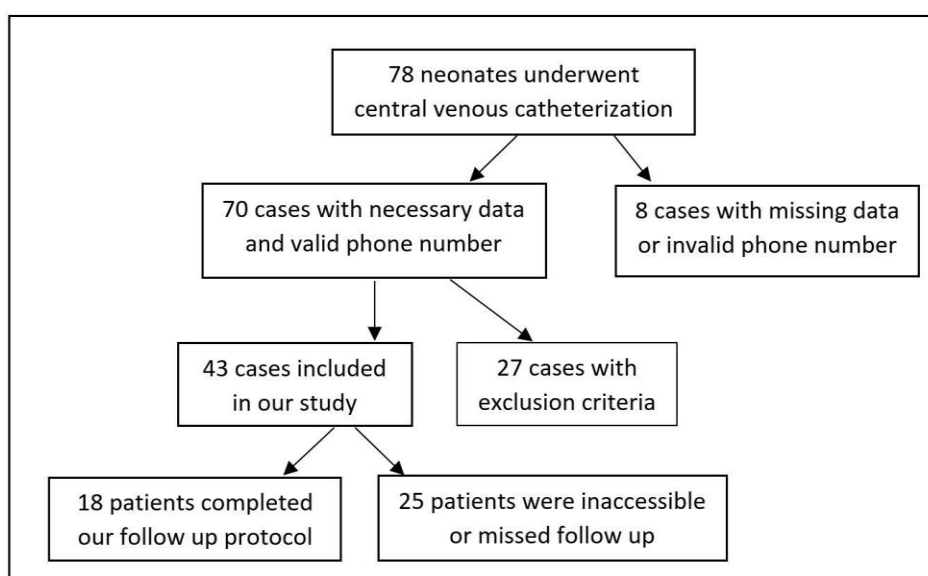 78 neonates underwent
central venous catheterization
70 cases with necessary data
and valid phone number
8 cases with missing data
or invalid phone number
43 cases included
in our study
27 cases with
exclusion criteria
18 patients completed
our follow up protocol
25 patients were inaccessible
or missed follow up